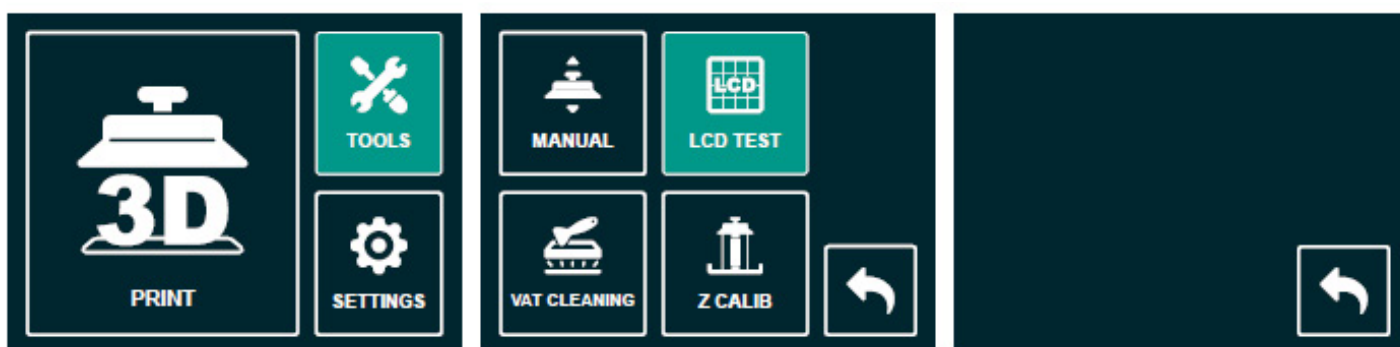 3D
PRINT
TOOLS
SETTINGS
MANUAL
LCD
LCD TEST
VAT CLEANING
Z CALIB